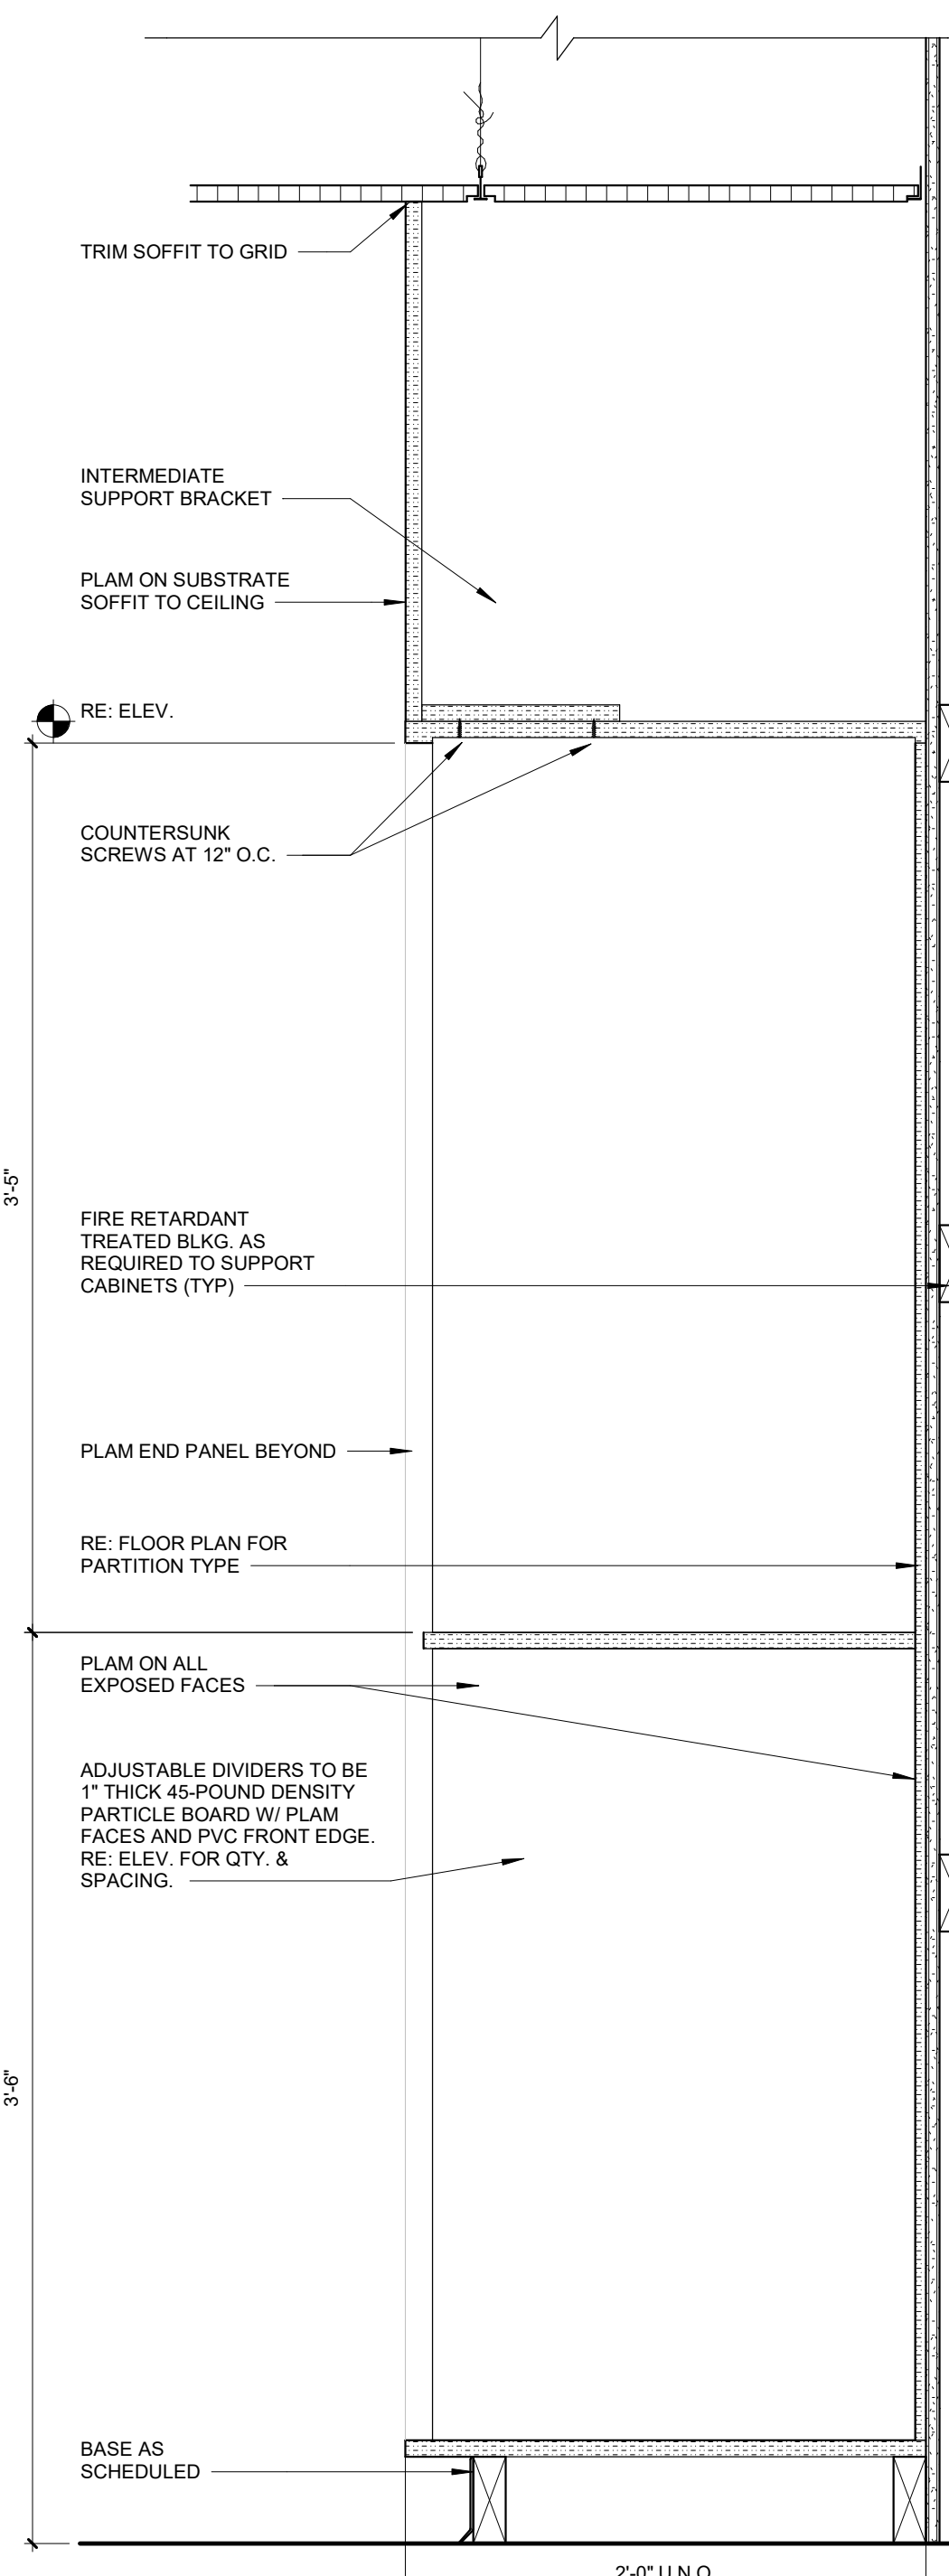 TRIM SOFFIT TO GRID
INTERMEDIATE
SUPPORT BRACKET
PLAM ON SUBSTRATE
SOFFIT TO CEILING
RE: ELEV.
COUNTERSUNK
SCREWS AT 12" O.C.
3'-5"
FIRE RETARDANT
TREATED BLKG. AS
REQUIRED TO SUPPORT
CABINETS (TYP)
PLAM END PANEL BEYOND
RE: FLOOR PLAN FOR
PARTITION TYPE
PLAM ON ALL
EXPOSED FACES
ADJUSTABLE DIVIDERS TO BE
1" THICK 45-POUND DENSITY
PARTICLE BOARD W/ PLAM
FACES AND PVC FRONT EDGE.
RE: ELEV. FOR QTY. &
SPACING.
3'-6"
BASE AS
SCHEDULED
2'-0" U.N.O.